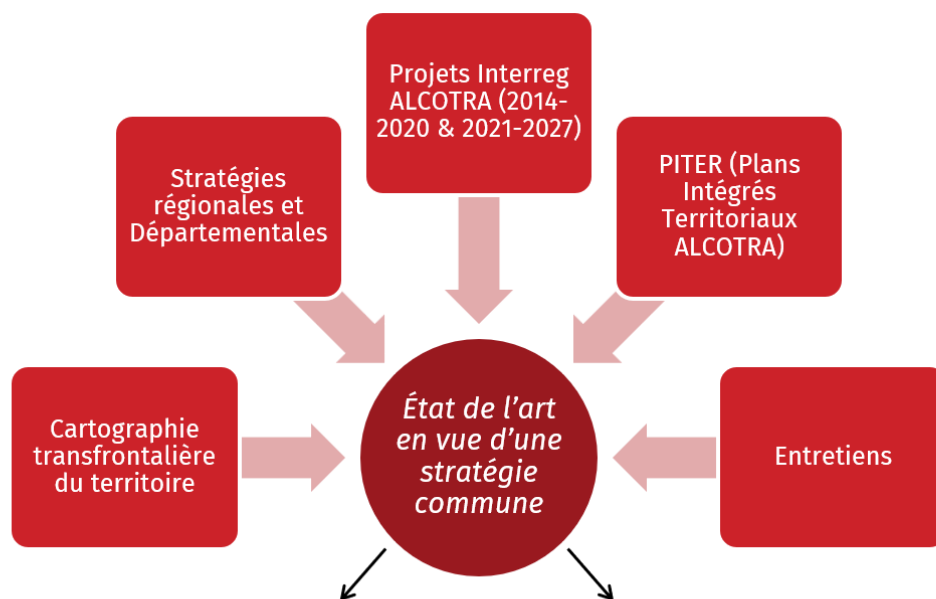 Projets Interreg
ALCOTRA (2014-
2020 & 2021-2027)
Stratégies
régionales et
Départementales
PITER (Plans
Intégrés
Territoriaux
ALCOTRA)
Cartographie
transfrontalière
du territoire
État de l’art
en vue d’une
stratégie
commune
Entretiens